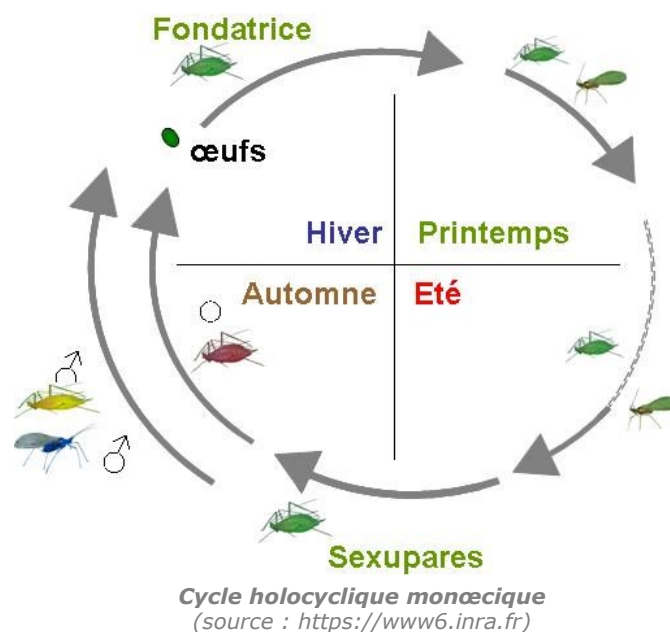 Fondatrice
œufs
Hiver
Printemps
Automne
Eté
Sexupares
Cycle holocyclique monœcique
(source : https://www6.inra.fr)